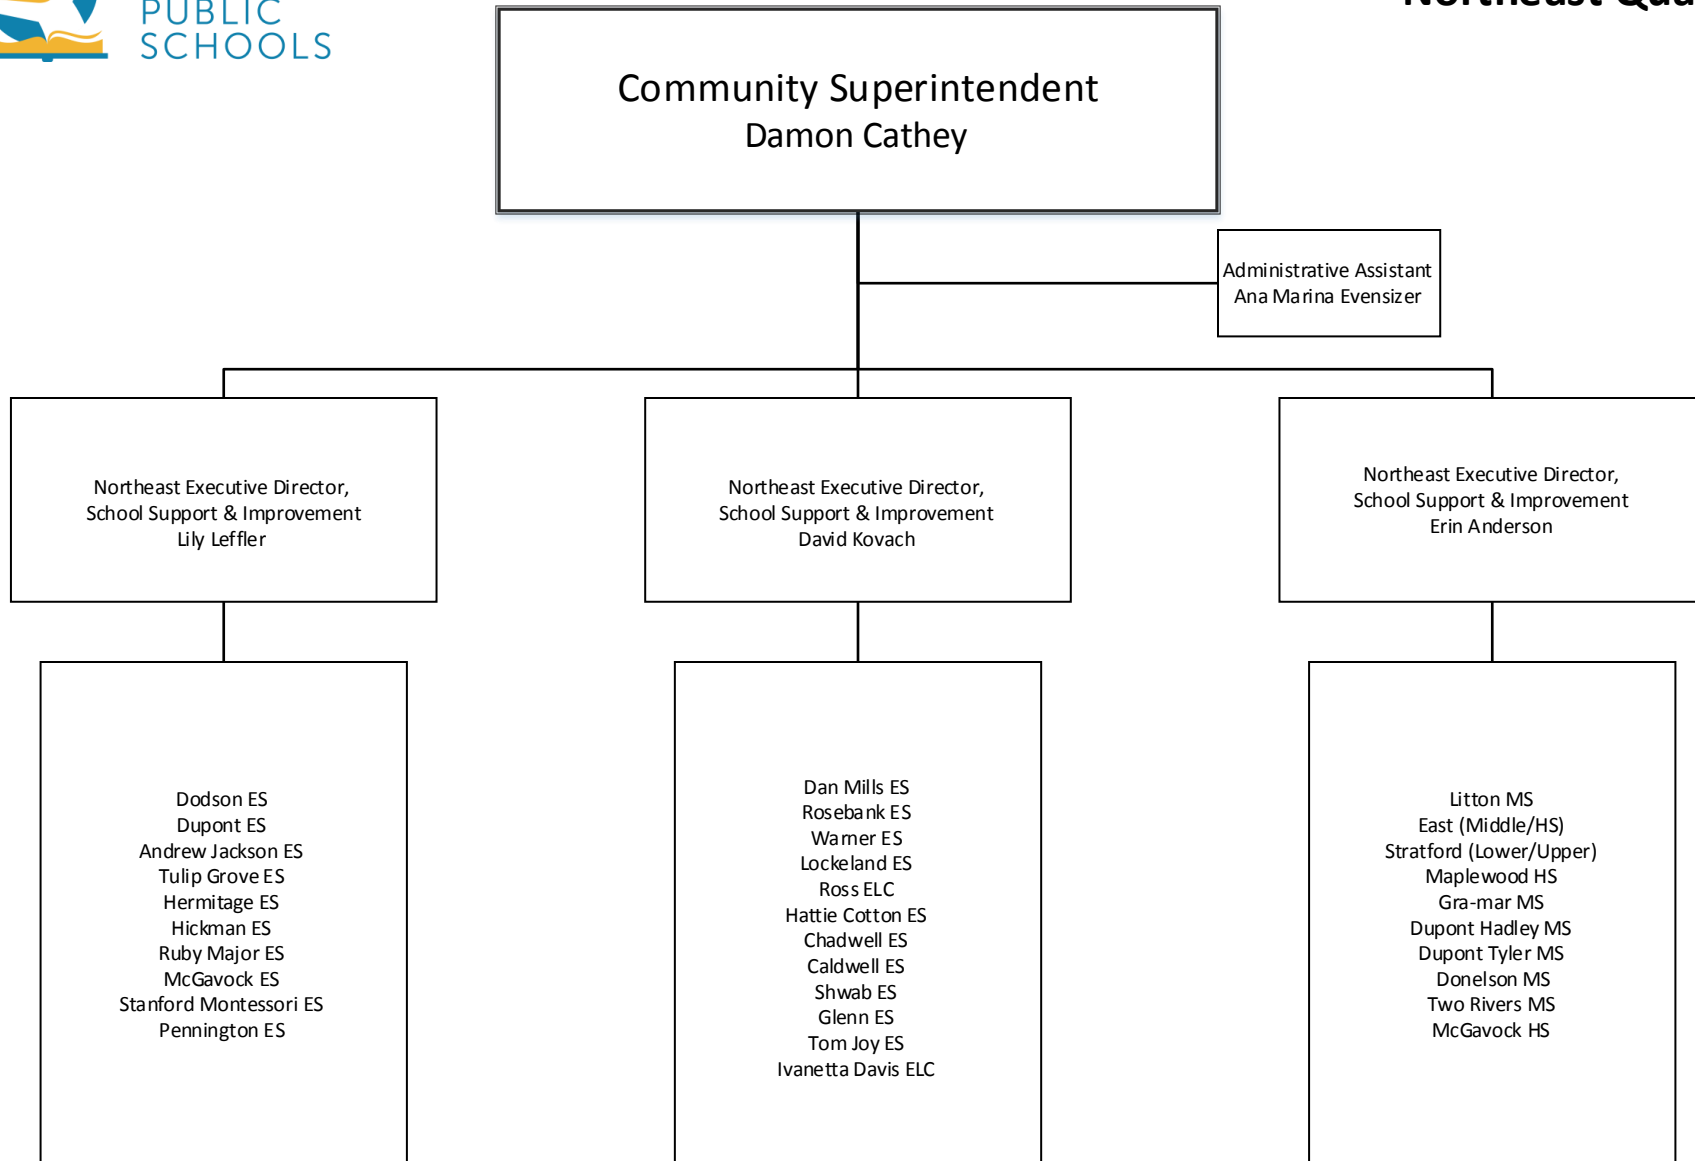 PUBLIC
SCHOOLS
Northeast
Community Superintendent
Damon Cathey
Administrative Assistant
Ana Marina Evensizer
Northeast Executive Director,
School Support & Improvement
Lily Leffler
Northeast Executive Director,
School Support & Improvement
David Kovach
Northeast Executive Director,
School Support & Improvement
Erin Anderson
Dodson ES
Dupont ES
Andrew Jackson ES
Tulip Grove ES
Hermitage ES
Hickman ES
Ruby Major ES
McGavock ES
Stanford Montessori ES
Pennington ES
Dan Mills ES
Rosebank ES
Warner ES
Lockeland ES
Ross ELC
Hattie Cotton ES
Chadwell ES
Caldwell ES
Shwab ES
Glenn ES
Tom Joy ES
Ivanetta Davis ELC
Litton MS
East (Middle/HS)
Stratford (Lower/Upper)
Maplewood HS
Gra-mar MS
Dupont Hadley MS
Dupont Tyler MS
Donelson MS
Two Rivers MS
McGavock HS